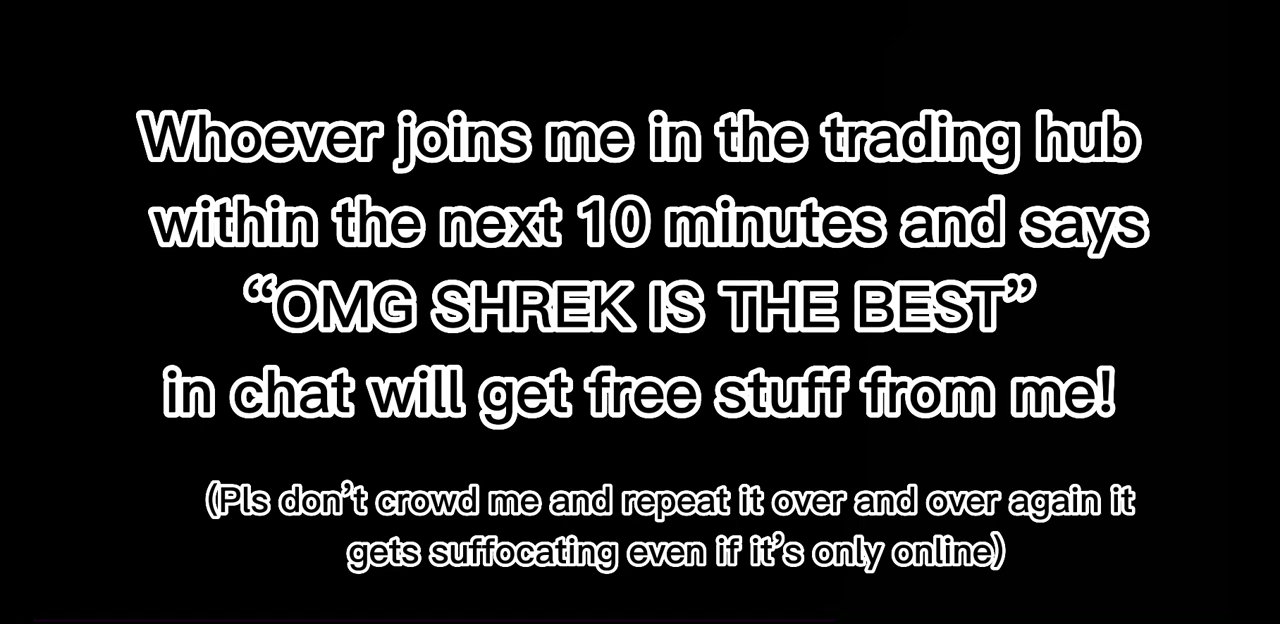 Whoever joins me in the trading hub
within the next 10 minutes and says
“OMG SHREK IS THE BEST”
in chat will get free stuff from me!
(Pls don’t crowd me and repeat it over and over again it
gets suffocating even if it’s only online)